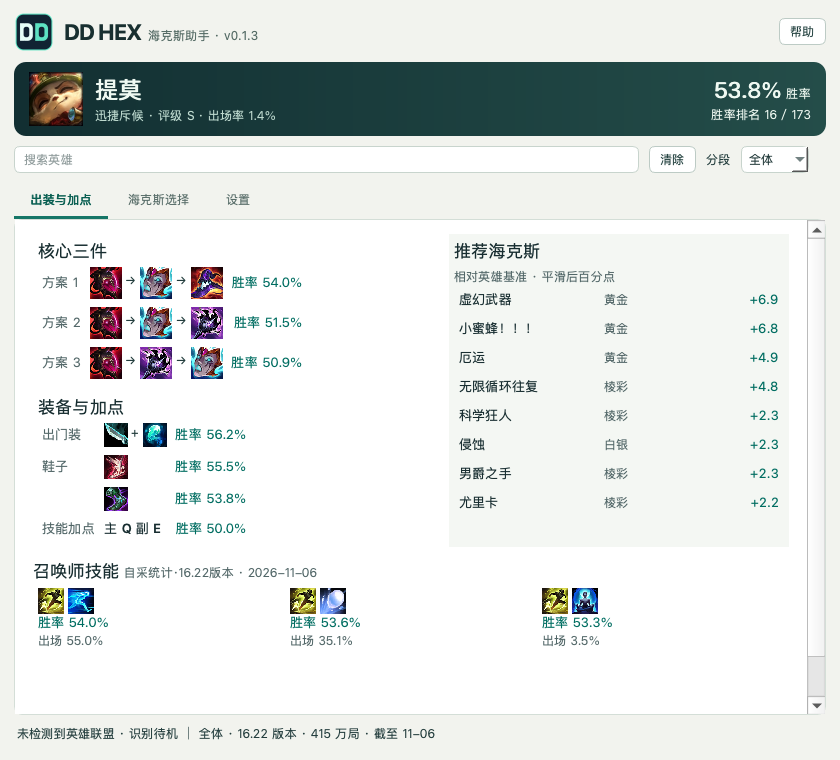 DD DD HEX 海克斯助手 · v0.1.3 帮助
提莫
迅捷斥候 · 评级 S · 出场率 1.4%
53.8% 胜率
胜率排名 16 / 173
搜索英雄 清除 分段 全体
出装与加点 海克斯选择 设置
核心三件
方案 1 → → 胜率 54.0%
方案 2 → → 胜率 51.5%
方案 3 → → 胜率 50.9%
装备与加点
出门装 + 胜率 56.2%
鞋子 胜率 55.5%
胜率 53.8%
技能加点 主 Q 副 E 胜率 50.0%
推荐海克斯
相对英雄基准 · 平滑后百分点
虚幻武器 黄金 +6.9
小蜜蜂！！！ 黄金 +6.8
厄运 黄金 +4.9
无限循环往复 棱彩 +4.8
科学狂人 棱彩 +2.3
侵蚀 白银 +2.3
男爵之手 棱彩 +2.3
尤里卡 棱彩 +2.2
召唤师技能 自采统计·16.22版本 · 2026–11–06
胜率 54.0% 胜率 53.6% 胜率 53.3%
出场 55.0% 出场 35.1% 出场 3.5%
未检测到英雄联盟 · 识别待机 │ 全体 · 16.22 版本 · 415 万局 · 截至 11–06